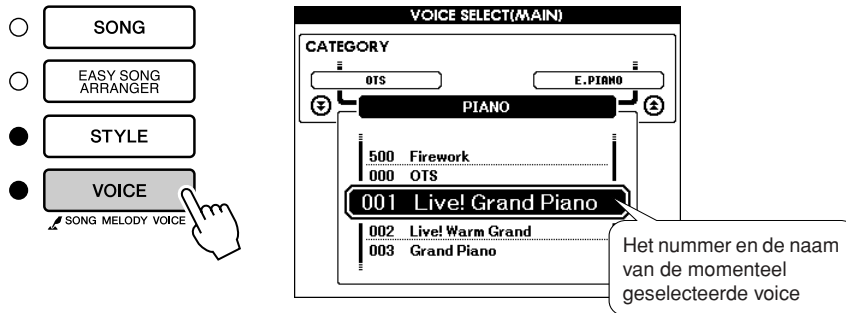 SONG
EASY SONG
ARRANGER
STYLE
VOICE
SONG MELODY VOICE
VOICE SELECT(MAIN)
CATEGORY
OTS
E.PIANO
PIANO
500 Firework
000 OTS
001 Live! Grand Piano
002 Live! Warm Grand
003 Grand Piano
Het nummer en de naam
van de momenteel
geselecteerde voice